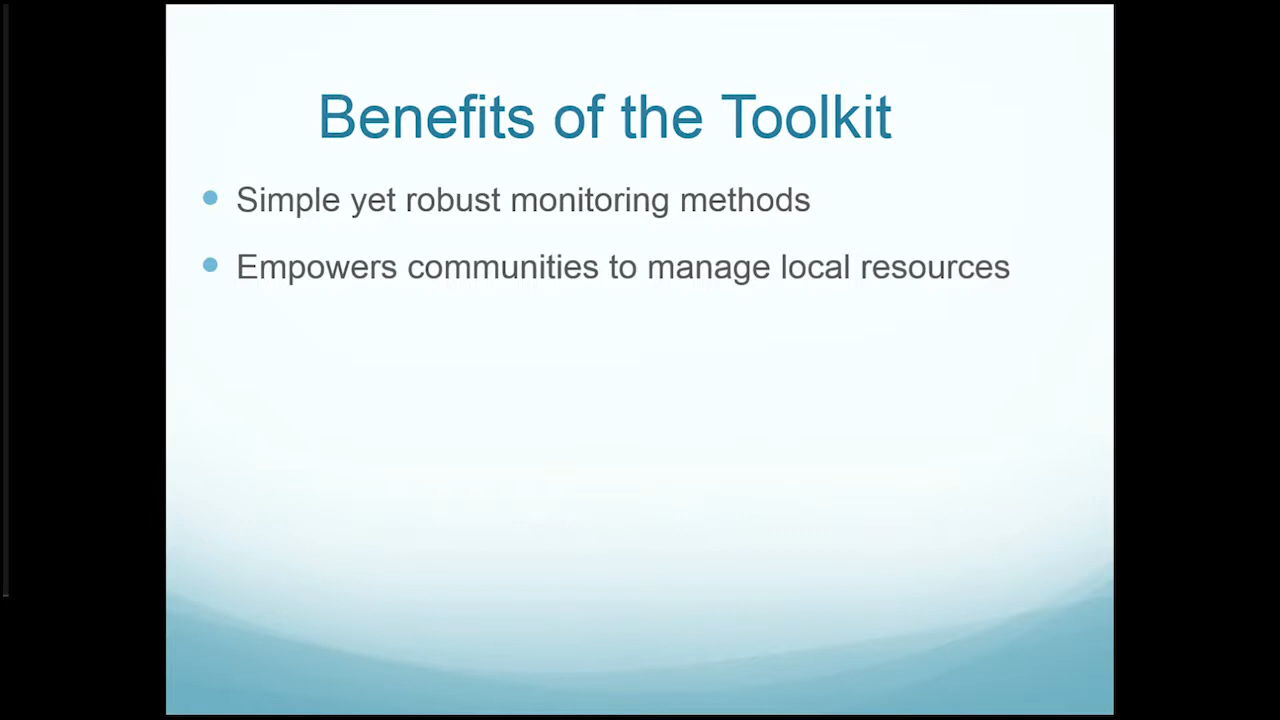 Benefits of the Toolkit
Simple yet robust monitoring methods
Empowers communities to manage local resources